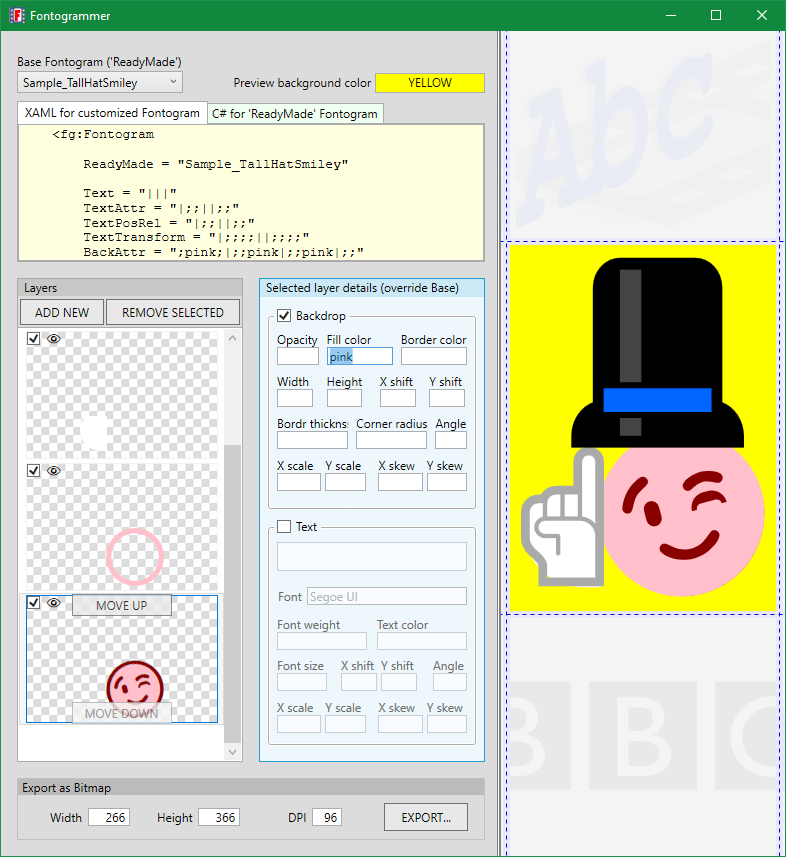 Fontogrammer
Base Fontogram ('ReadyMade')
Sample_TallHatSmiley
Preview background color YELLOW
XAML for customized Fontogram
C# for 'ReadyMade' Fontogram
<fg:Fontogram
ReadyMade = "Sample_TallHatSmiley"
Text = "|||"
TextAttr = "|;;||;;"
TextPosRel = "|;;||;;"
TextTransform = "|;;;;||;;;;"
BackAttr = ";pink;|;;pink|;;pink|;;"
Layers
ADD NEW REMOVE SELECTED
MOVE UP
MOVE DOWN
Selected layer details (override Base)
Backdrop
Opacity Fill color Border color
pink
Width Height X shift Y shift
Bordr thickns Corner radius Angle
X scale Y scale X skew Y skew
Text
Font Segoe UI
Font weight Text color
Font size X shift Y shift Angle
X scale Y scale X skew Y skew
Export as Bitmap
Width 266 Height 366 DPI 96 EXPORT...
Abc
B B C